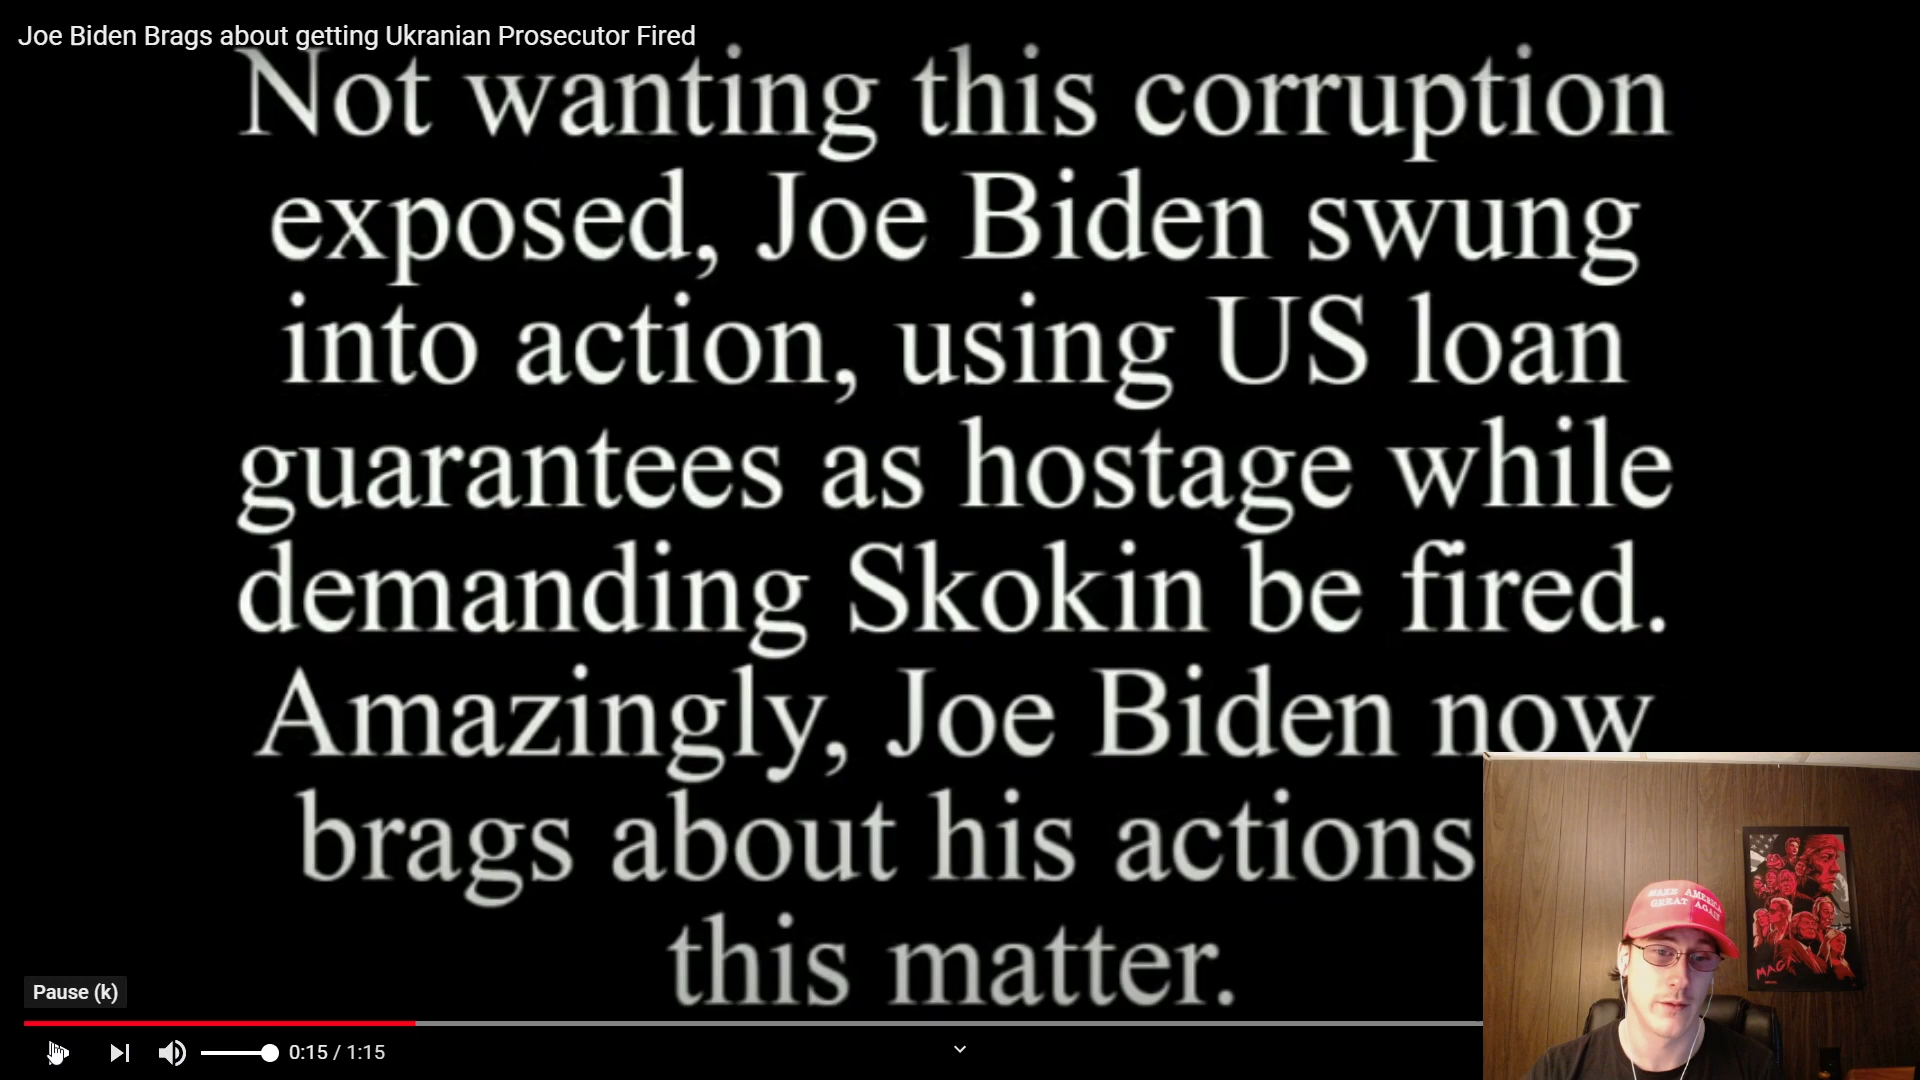 Joe Biden Brags about getting Ukranian Prosecutor Fired
Not wanting this corruption
exposed, Joe Biden swung
into action, using US loan
guarantees as hostage while
demanding Skokin be fired.
Amazingly, Joe Biden now
brags about his actions
this matter.
MAKE AMERICA
GREAT AGAIN
MAGA
Pause (k)
0:15 / 1:15